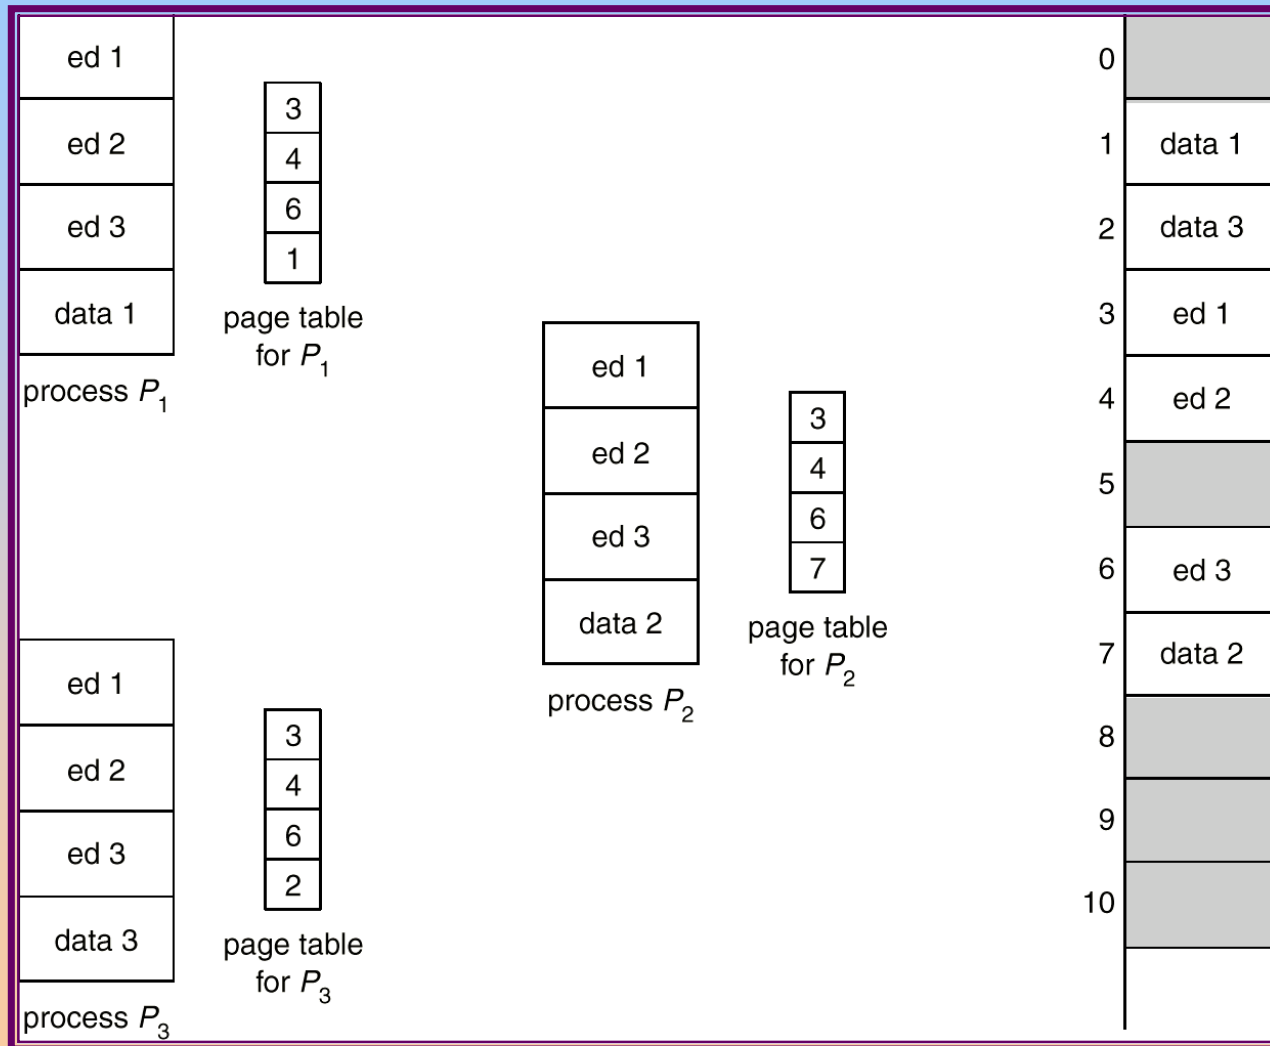 ed 1
ed 2
ed 3
data 1
process P1
3
4
6
1
page table
for P1
ed 1
ed 2
ed 3
data 2
process P2
3
4
6
7
page table
for P2
ed 1
ed 2
ed 3
data 3
process P3
3
4
6
2
page table
for P3
0
1 data 1
2 data 3
3 ed 1
4 ed 2
5
6 ed 3
7 data 2
8
9
10